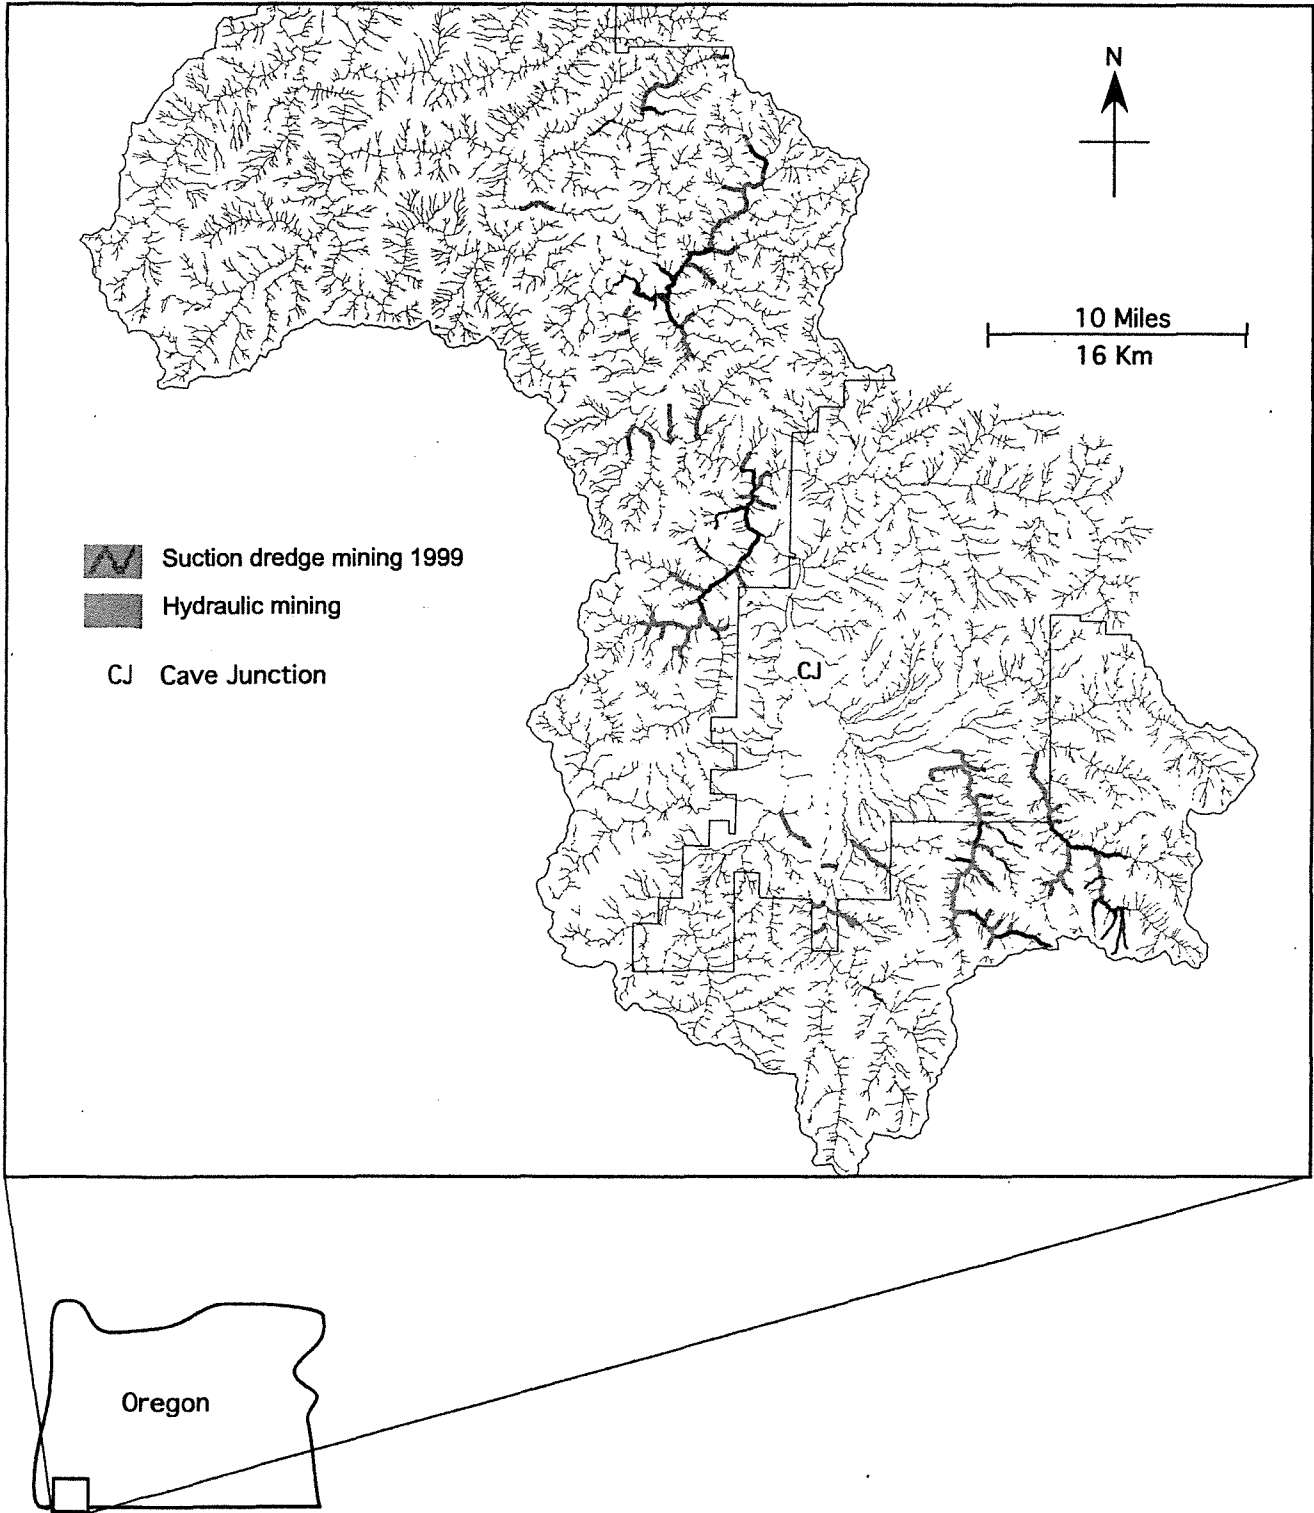 N
10 Miles
16 Km
Suction dredge mining 1999
Hydraulic mining
CJ Cave Junction
CJ
Oregon